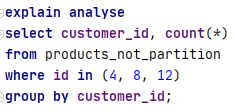 explain analyse
select customer_id, count(*)
from products_not_partition
where id in (4, 8, 12)
group by customer_id;